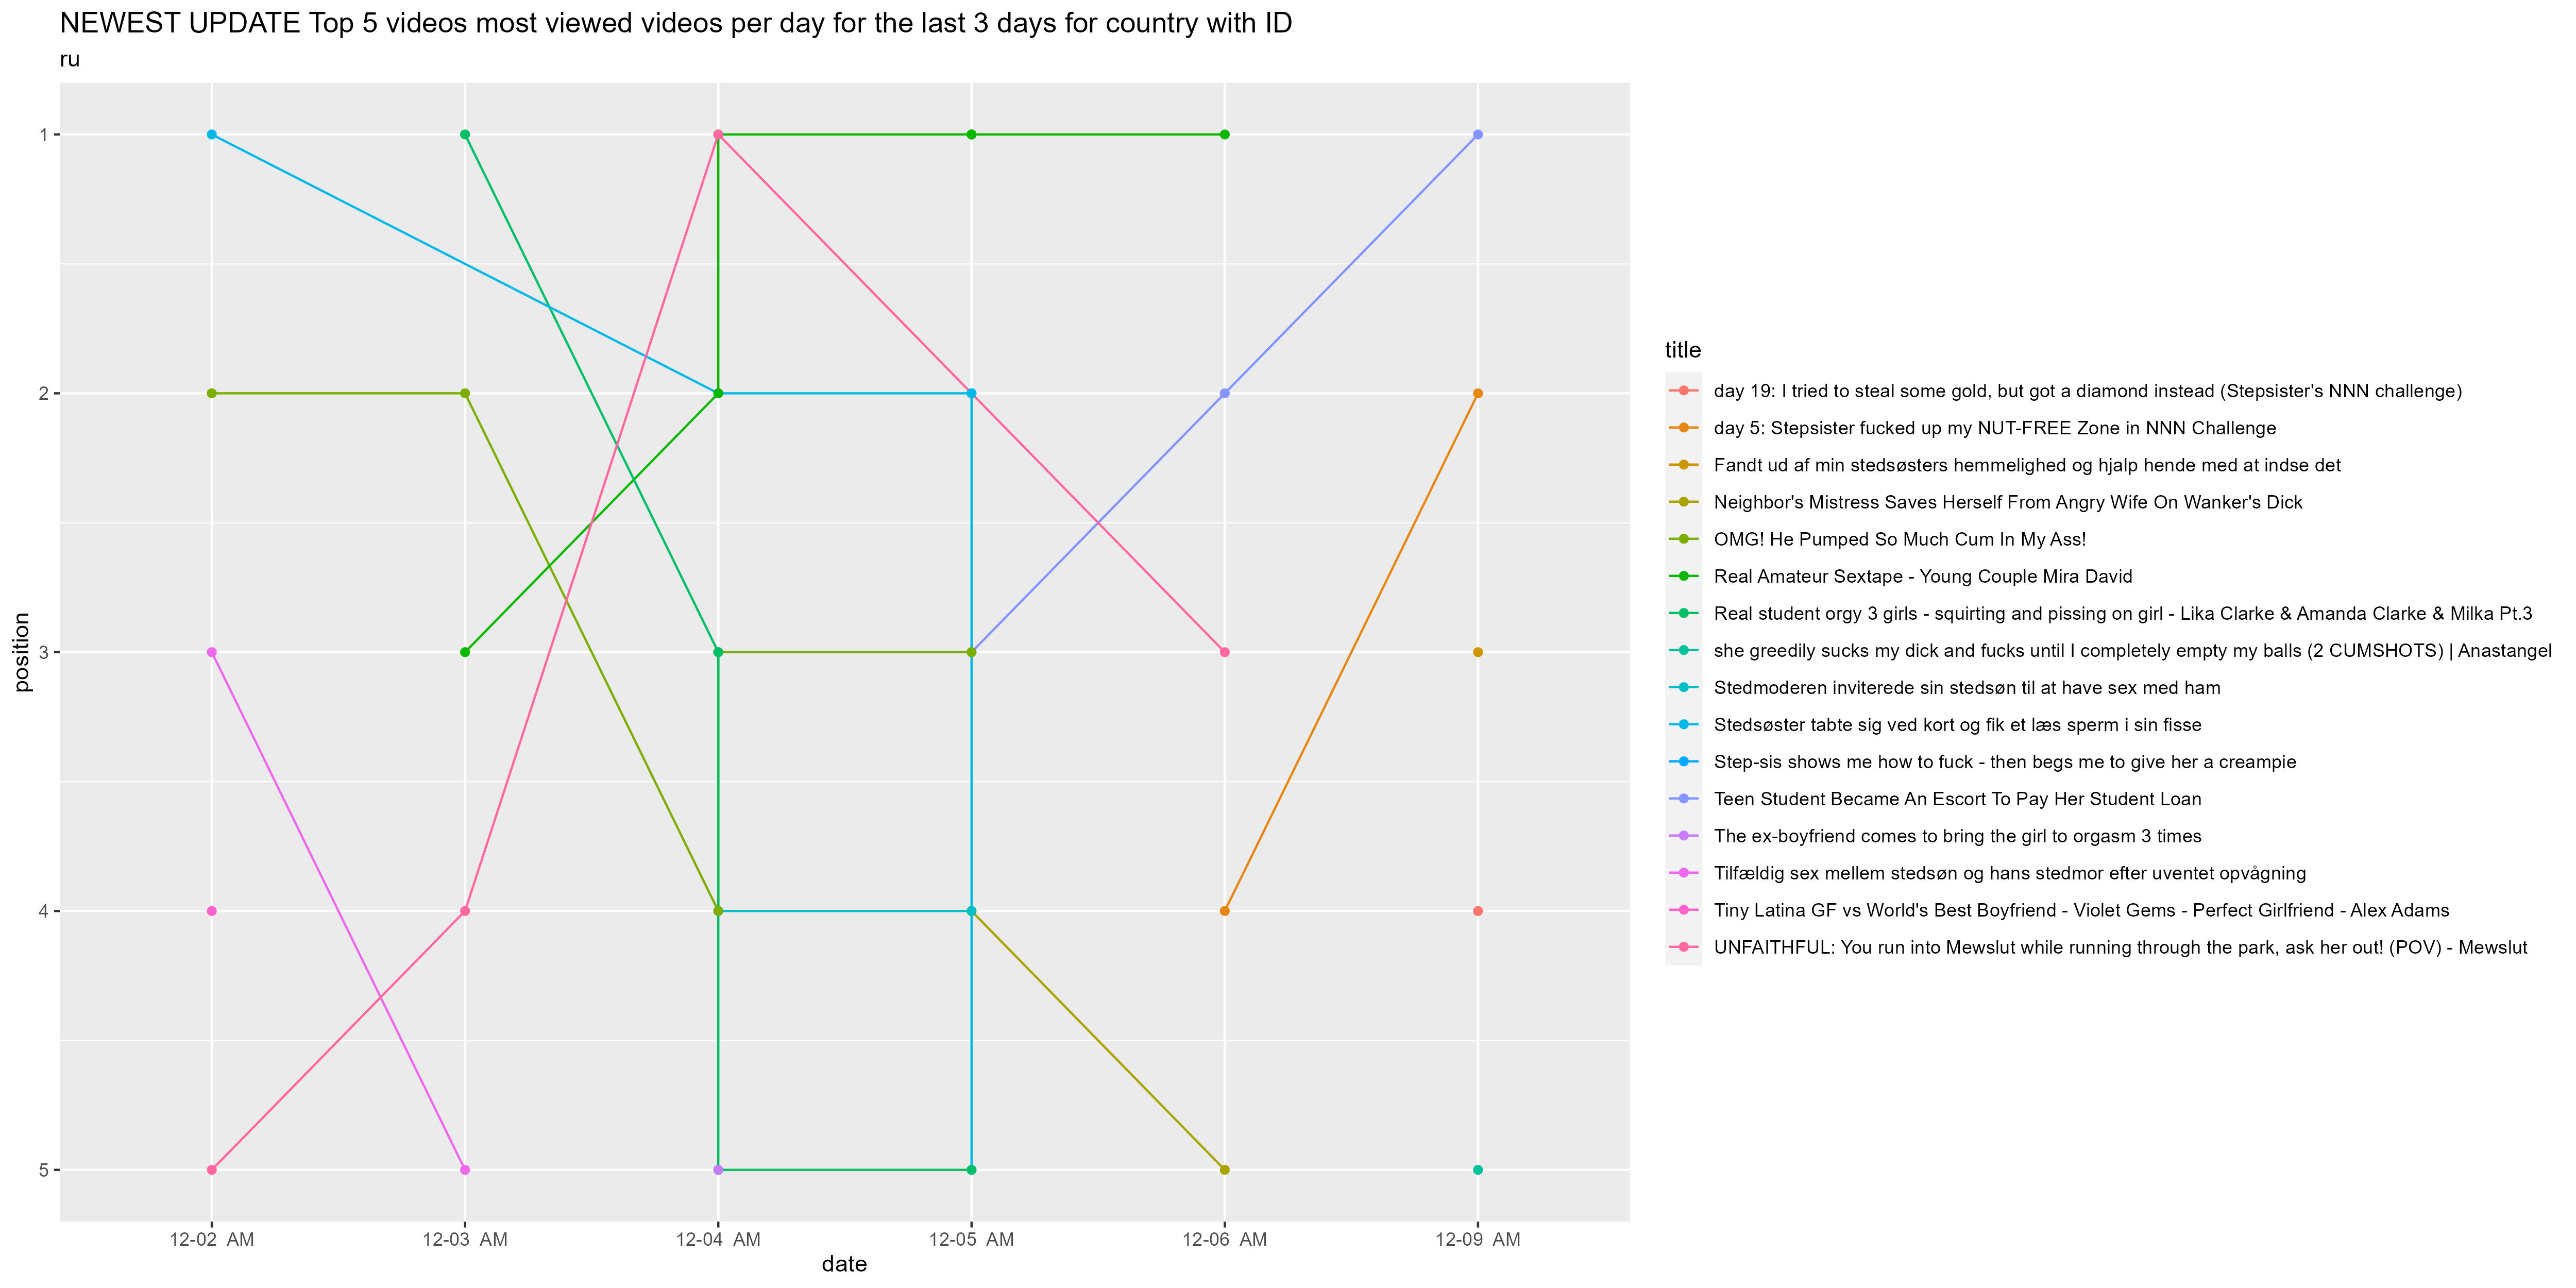 NEWEST UPDATE Top 5 videos most viewed videos per day for the last 3 days for country with ID
ru
position
1
2
3
4
5
12-02 AM
12-03 AM
12-04 AM
12-05 AM
12-06 AM
12-09 AM
date
title
day 19: I tried to steal some gold, but got a diamond instead (Stepsister's NNN challenge)
day 5: Stepsister fucked up my NUT-FREE Zone in NNN Challenge
Fandt ud af min stedsøsters hemmelighed og hjalp hende med at indse det
Neighbor's Mistress Saves Herself From Angry Wife On Wanker's Dick
OMG! He Pumped So Much Cum In My Ass!
Real Amateur Sextape - Young Couple Mira David
Real student orgy 3 girls - squirting and pissing on girl - Lika Clarke & Amanda Clarke & Milka Pt.3
she greedily sucks my dick and fucks until I completely empty my balls (2 CUMSHOTS) | Anastangel
Stedmoderen inviterede sin stedsøn til at have sex med ham
Stedsøster tabte sig ved kort og fik et læs sperm i sin fisse
Step-sis shows me how to fuck - then begs me to give her a creampie
Teen Student Became An Escort To Pay Her Student Loan
The ex-boyfriend comes to bring the girl to orgasm 3 times
Tilfældig sex mellem stedsøn og hans stedmor efter uventet opvågning
Tiny Latina GF vs World's Best Boyfriend - Violet Gems - Perfect Girlfriend - Alex Adams
UNFAITHFUL: You run into Mewslut while running through the park, ask her out! (POV) - Mewslut